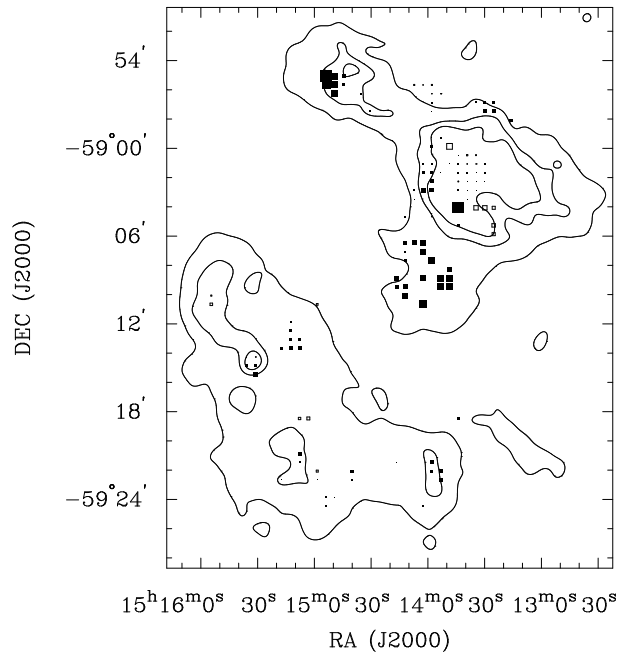 54′
−59°00′
06′
12′
18′
−59°24′
DEC (J2000)
15ʰ16ᵐ0ˢ 30ˢ 15ᵐ0ˢ 30ˢ 14ᵐ0ˢ 30ˢ 13ᵐ0ˢ 30ˢ
RA (J2000)